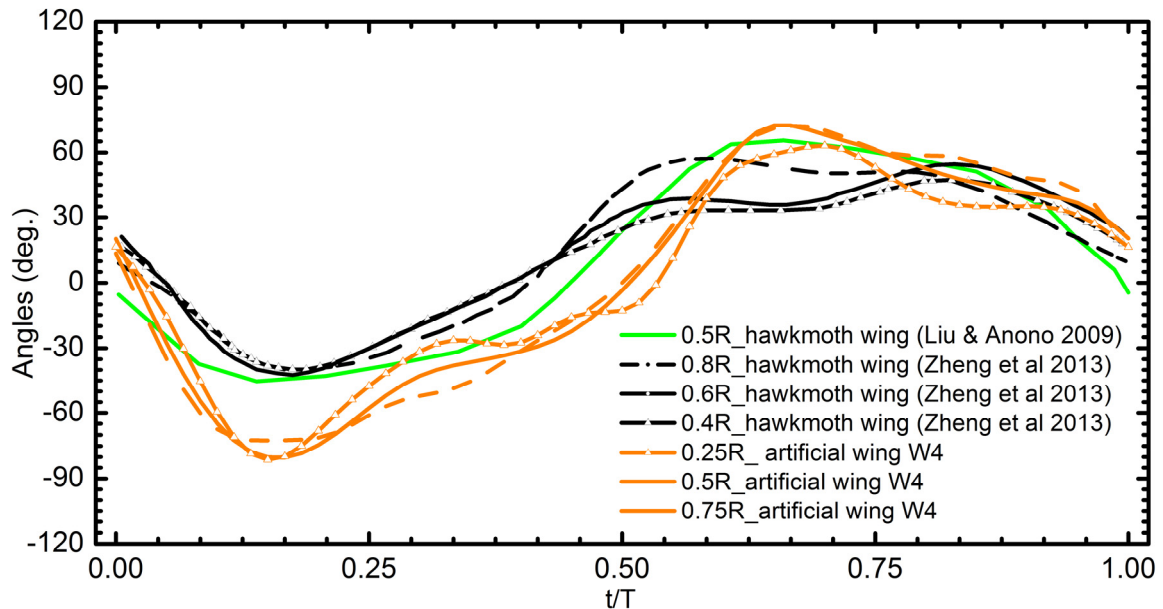 120
90
60
30
0
-30
-60
-90
-120
Angles (deg.)
0.5R_hawkmoth wing (Liu & Anono 2009)
0.8R_hawkmoth wing (Zheng et al 2013)
0.6R_hawkmoth wing (Zheng et al 2013)
0.4R_hawkmoth wing (Zheng et al 2013)
0.25R_ artificial wing W4
0.5R_artificial wing W4
0.75R_artificial wing W4
0.00 0.25 0.50 0.75 1.00
t/T